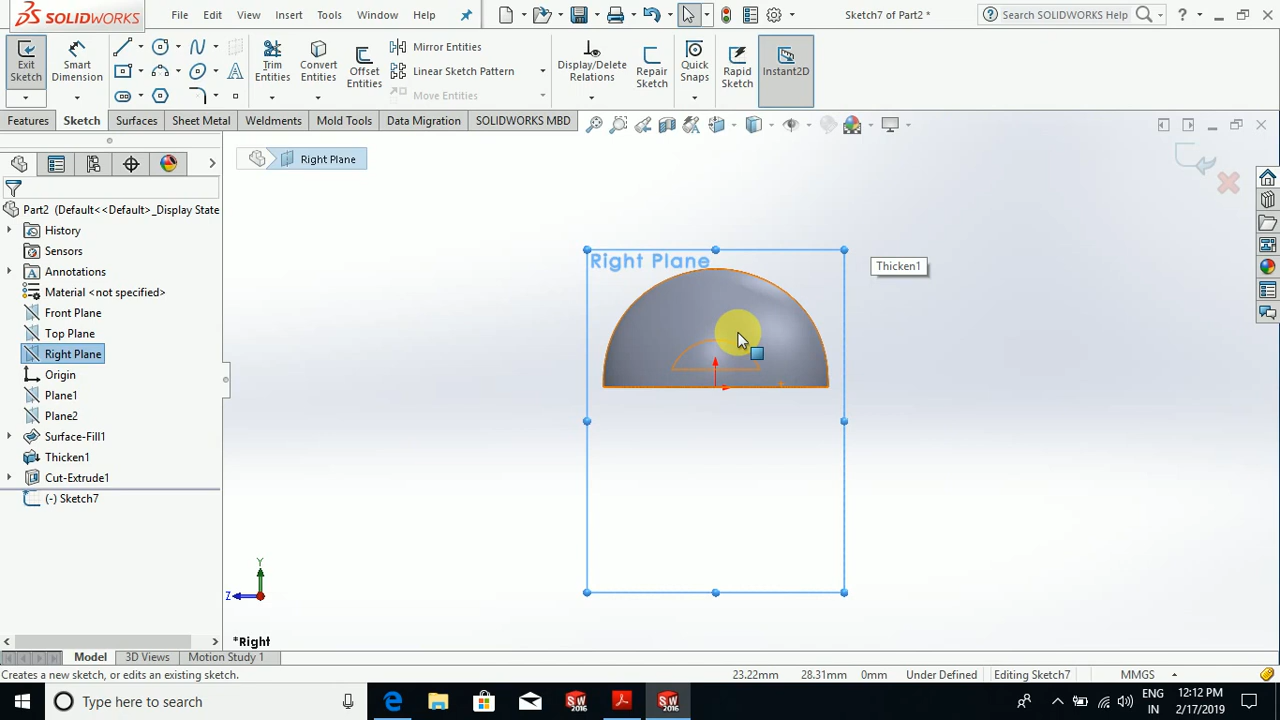 SOLIDWORKS
File
Edit
View
Insert
Tools
Window
Help
Sketch7 of Part2 *
Search SOLIDWORKS Help
?
Exit Sketch
Smart Dimension
Trim Entities
Convert Entities
Offset Entities
Mirror Entities
Linear Sketch Pattern
Move Entities
Display/Delete Relations
Repair Sketch
Quick Snaps
Rapid Sketch
Instant2D
Features
Sketch
Surfaces
Sheet Metal
Weldments
Mold Tools
Data Migration
SOLIDWORKS MBD
Right Plane
Part2 (Default<<Default>_Display State
History
Sensors
Annotations
Material <not specified>
Front Plane
Top Plane
Right Plane
Origin
Plane1
Plane2
Surface-Fill1
Thicken1
Cut-Extrude1
(-) Sketch7
Right Plane
Thicken1
Y
Z
*Right
Model
3D Views
Motion Study 1
Creates a new sketch, or edits an existing sketch.
23.22mm
28.31mm
0mm
Under Defined
Editing Sketch7
MMGS
Type here to search
SW 2016
SW 2016
ENG
IN
12:12 PM
2/17/2019